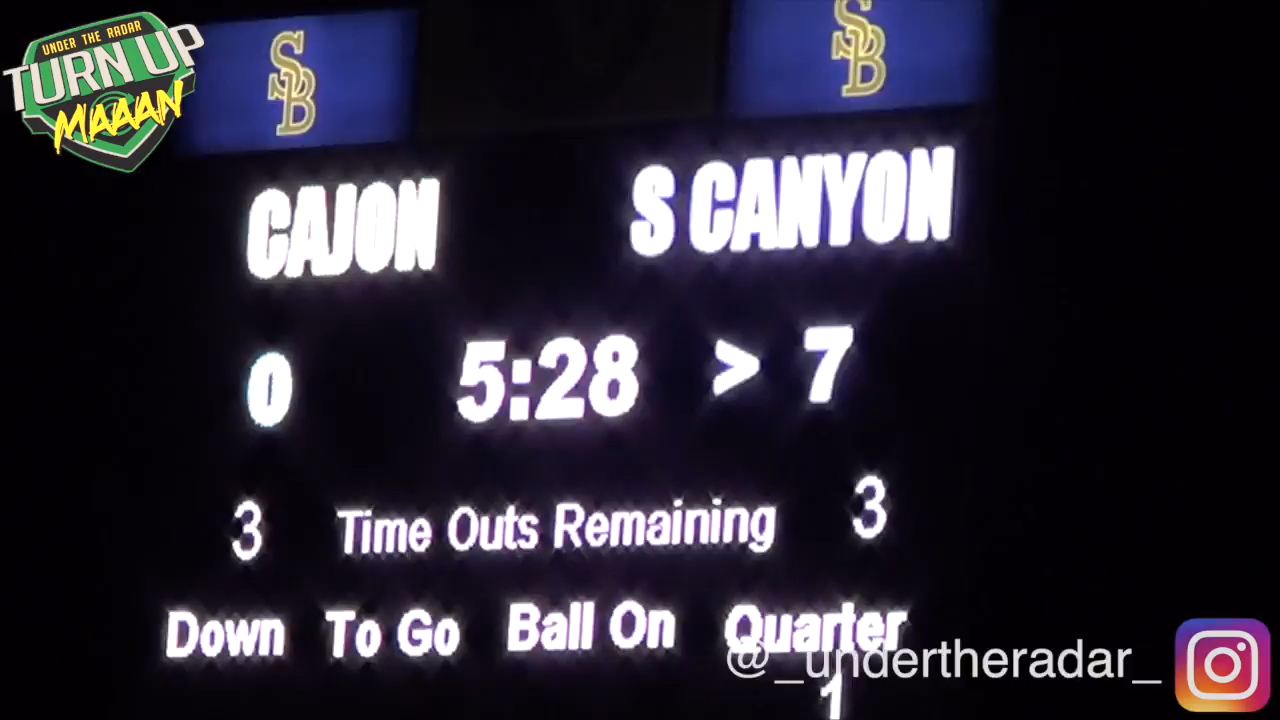 UNDER THE RADAR
TURN UP
MAAAN
SB
SB
CAJON
S CANYON
0
5:28
>
7
3
Time Outs Remaining
3
Down
To Go
Ball On
Quarter
1
@_undertheradar_